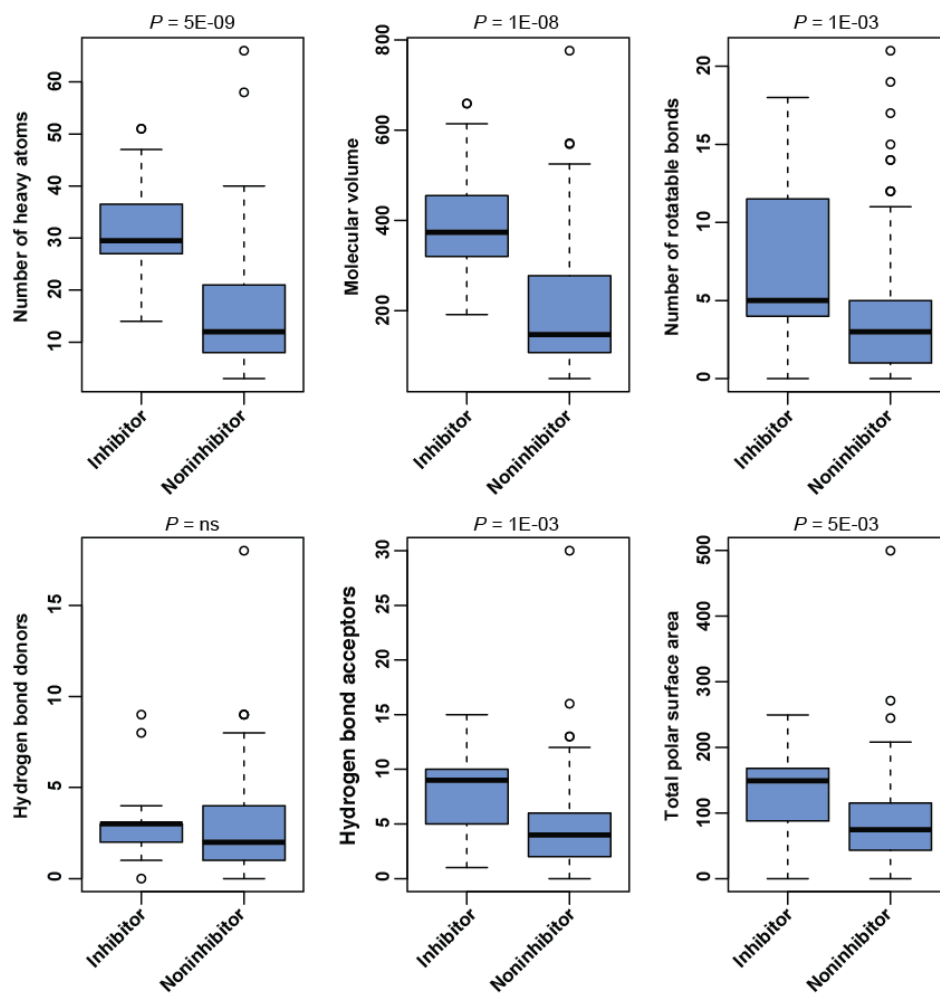 P = 5E-09
Number of heavy atoms
60
50
40
30
20
10
Inhibitor
Noninhibitor
P = 1E-08
Molecular volume
800
600
400
200
Inhibitor
Noninhibitor
P = 1E-03
Number of rotatable bonds
20
15
10
5
0
Inhibitor
Noninhibitor
P = ns
Hydrogen bond donors
15
10
5
0
Inhibitor
Noninhibitor
P = 1E-03
Hydrogen bond acceptors
30
25
20
15
10
5
0
Inhibitor
Noninhibitor
P = 5E-03
Total polar surface area
500
400
300
200
100
0
Inhibitor
Noninhibitor